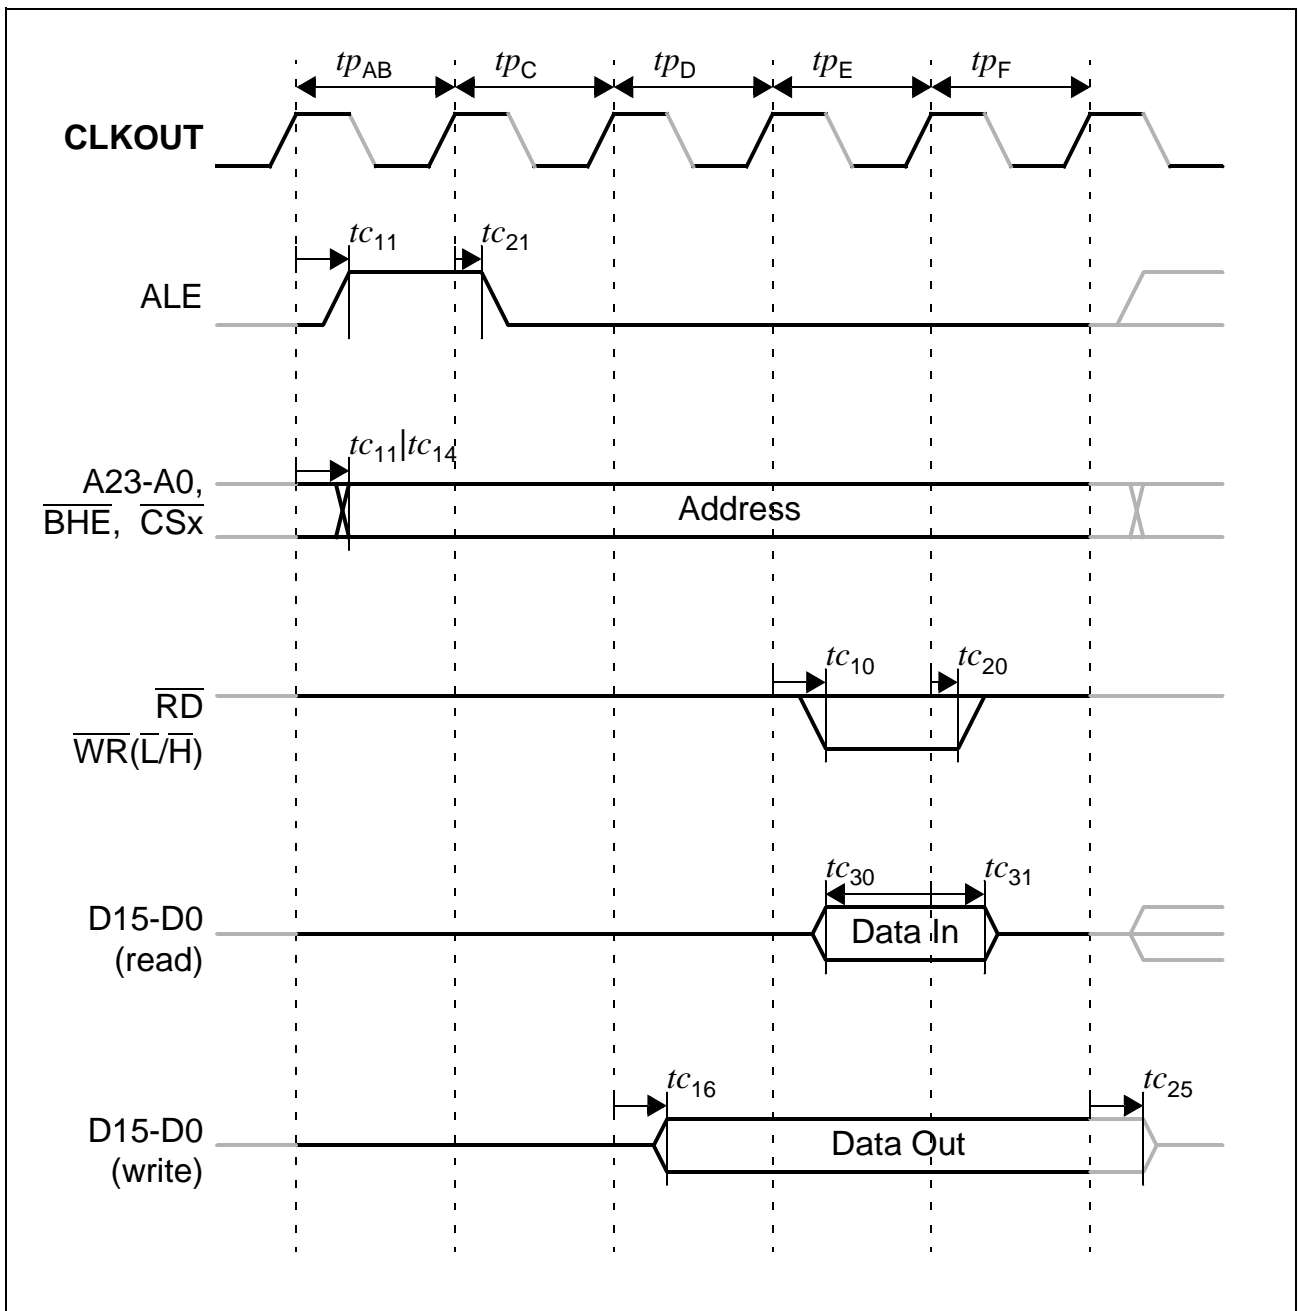 tpAB tpC tpD tpE tpF
CLKOUT
tc11 tc21
ALE
tc11|tc14
A23-A0,
BHE, CSx
Address
tc10 tc20
RD
WR(L/H)
tc30 tc31
D15-D0
(read)
Data In
tc16 tc25
D15-D0
(write)
Data Out